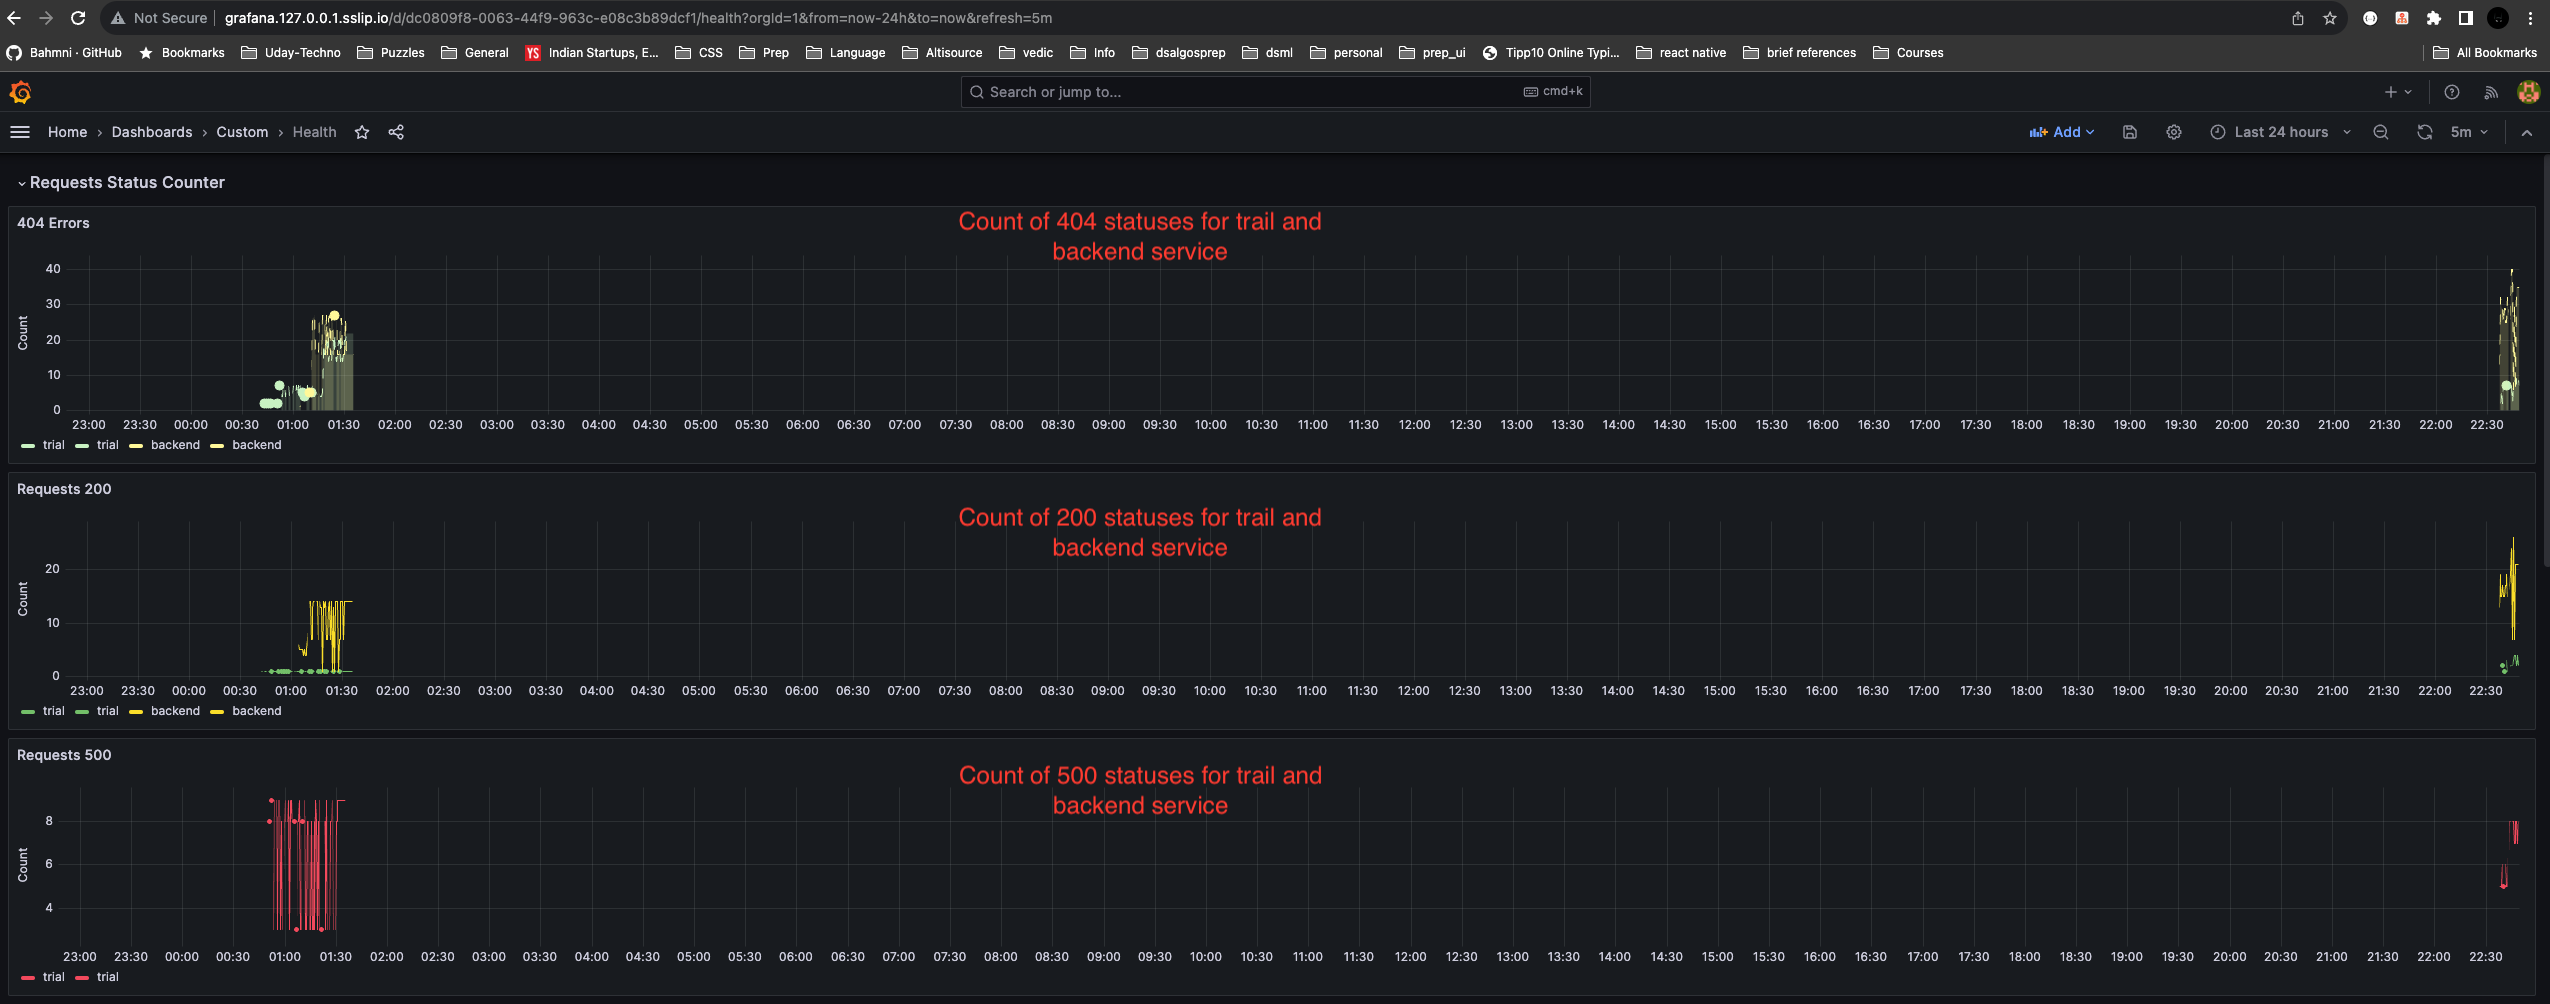 Not Secure grafana.127.0.0.1.sslip.io/d/dc0809f8-0063-44f9-963c-e08c3b89dcf1/health?orgId=1&from=now-24h&to=now&refresh=5m
Bahmni · GitHub Bookmarks Uday-Techno Puzzles General YS Indian Startups, E... CSS Prep Language Altisource vedic Info dsalgosprep dsml personal prep_ui Tipp10 Online Typi... react native brief references Courses All Bookmarks
Search or jump to... cmd+k
Home › Dashboards › Custom › Health Add Last 24 hours 5m
Requests Status Counter
404 Errors
Count of 404 statuses for trail and
backend service
Count
40
30
20
10
0
23:00 23:30 00:00 00:30 01:00 01:30 02:00 02:30 03:00 03:30 04:00 04:30 05:00 05:30 06:00 06:30 07:00 07:30 08:00 08:30 09:00 09:30 10:00 10:30 11:00 11:30 12:00 12:30 13:00 13:30 14:00 14:30 15:00 15:30 16:00 16:30 17:00 17:30 18:00 18:30 19:00 19:30 20:00 20:30 21:00 21:30 22:00 22:30
trial trial backend backend
Requests 200
Count of 200 statuses for trail and
backend service
Count
20
10
0
23:00 23:30 00:00 00:30 01:00 01:30 02:00 02:30 03:00 03:30 04:00 04:30 05:00 05:30 06:00 06:30 07:00 07:30 08:00 08:30 09:00 09:30 10:00 10:30 11:00 11:30 12:00 12:30 13:00 13:30 14:00 14:30 15:00 15:30 16:00 16:30 17:00 17:30 18:00 18:30 19:00 19:30 20:00 20:30 21:00 21:30 22:00 22:30
trial trial backend backend
Requests 500
Count of 500 statuses for trail and
backend service
Count
8
6
4
23:00 23:30 00:00 00:30 01:00 01:30 02:00 02:30 03:00 03:30 04:00 04:30 05:00 05:30 06:00 06:30 07:00 07:30 08:00 08:30 09:00 09:30 10:00 10:30 11:00 11:30 12:00 12:30 13:00 13:30 14:00 14:30 15:00 15:30 16:00 16:30 17:00 17:30 18:00 18:30 19:00 19:30 20:00 20:30 21:00 21:30 22:00 22:30
trial trial